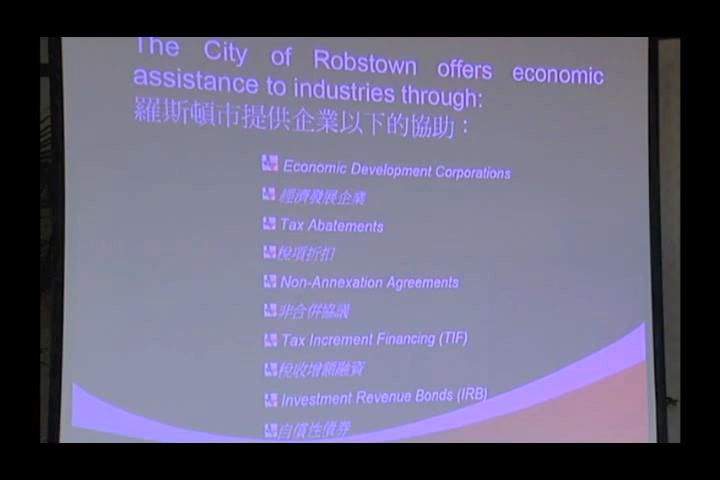 The City of Robstown offers economic
assistance to industries through:
羅斯頓市提供企業以下的協助：
Economic Development Corporations
經濟發展企業
Tax Abatements
稅項折扣
Non-Annexation Agreements
非合併協議
Tax Increment Financing (TIF)
稅收增額融資
Investment Revenue Bonds (IRB)
自償性債券